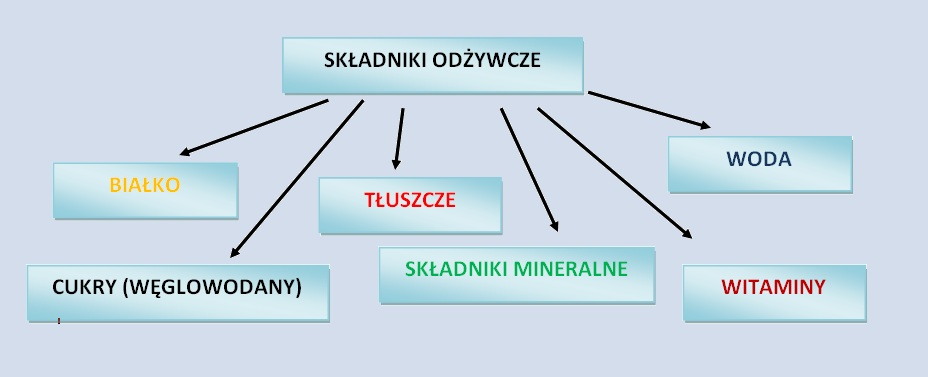 SKŁADNIKI ODŻYWCZE
WODA
BIAŁKO
TŁUSZCZE
SKŁADNIKI MINERALNE
CUKRY (WĘGLOWODANY)
WITAMINY